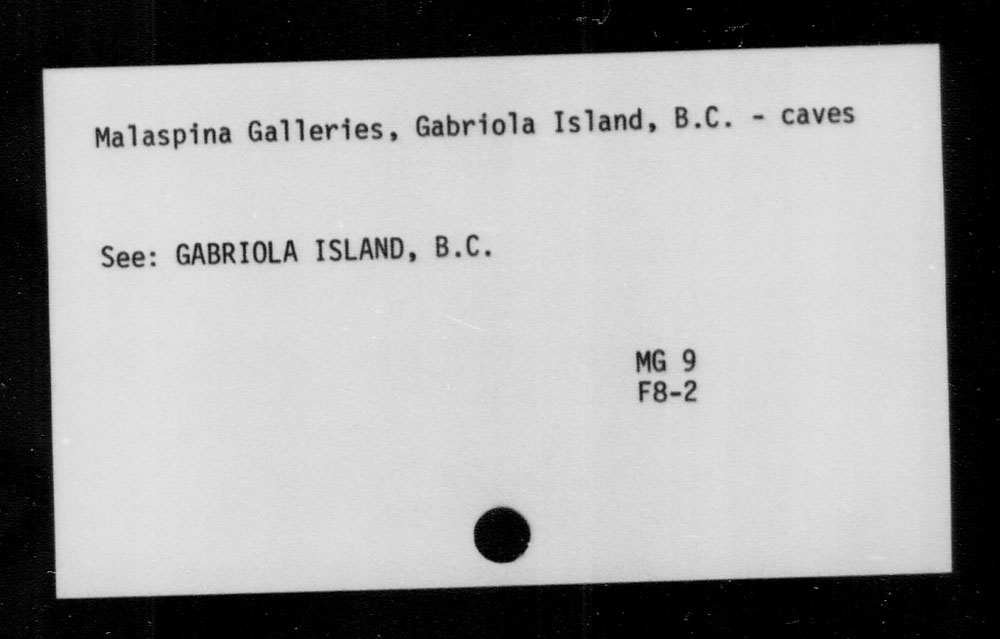 Malaspina Galleries, Gabriola Island, B.C. - caves
See: GABRIOLA ISLAND, B.C.
MG 9
F8-2